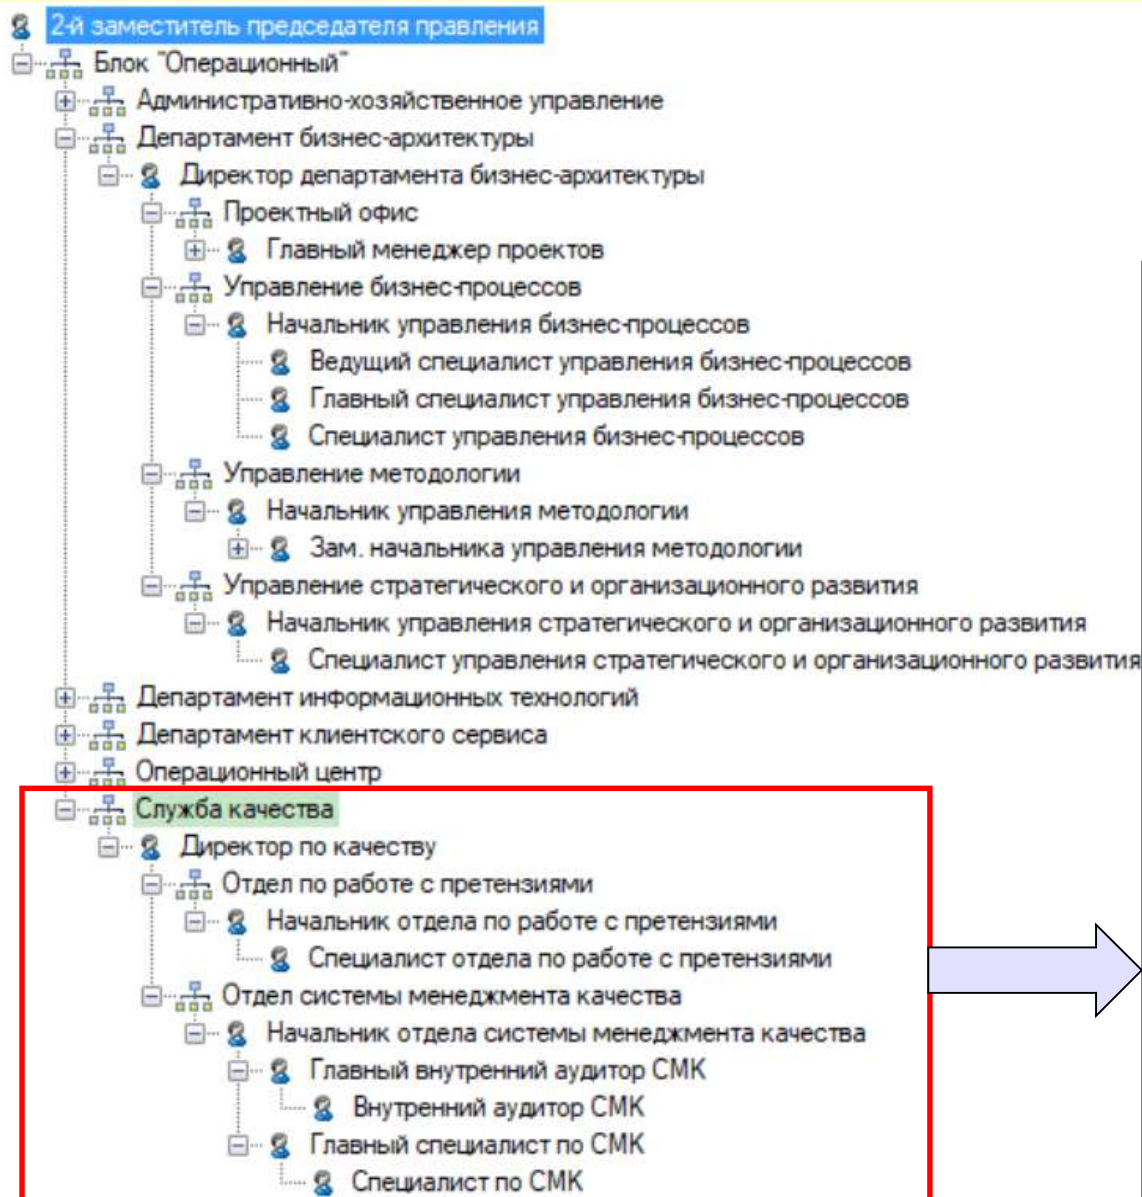 2-й заместитель председателя правления
Блок "Операционный"
Административно-хозяйственное управление
Департамент бизнес-архитектуры
Директор департамента бизнес-архитектуры
Проектный офис
Главный менеджер проектов
Управление бизнес-процессов
Начальник управления бизнес-процессов
Ведущий специалист управления бизнес-процессов
Главный специалист управления бизнес-процессов
Специалист управления бизнес-процессов
Управление методологии
Начальник управления методологии
Зам. начальника управления методологии
Управление стратегического и организационного развития
Начальник управления стратегического и организационного развития
Специалист управления стратегического и организационного развития
Департамент информационных технологий
Департамент клиентского сервиса
Операционный центр
Служба качества
Директор по качеству
Отдел по работе с претензиями
Начальник отдела по работе с претензиями
Специалист отдела по работе с претензиями
Отдел системы менеджмента качества
Начальник отдела системы менеджмента качества
Главный внутренний аудитор СМК
Внутренний аудитор СМК
Главный специалист по СМК
Специалист по СМК